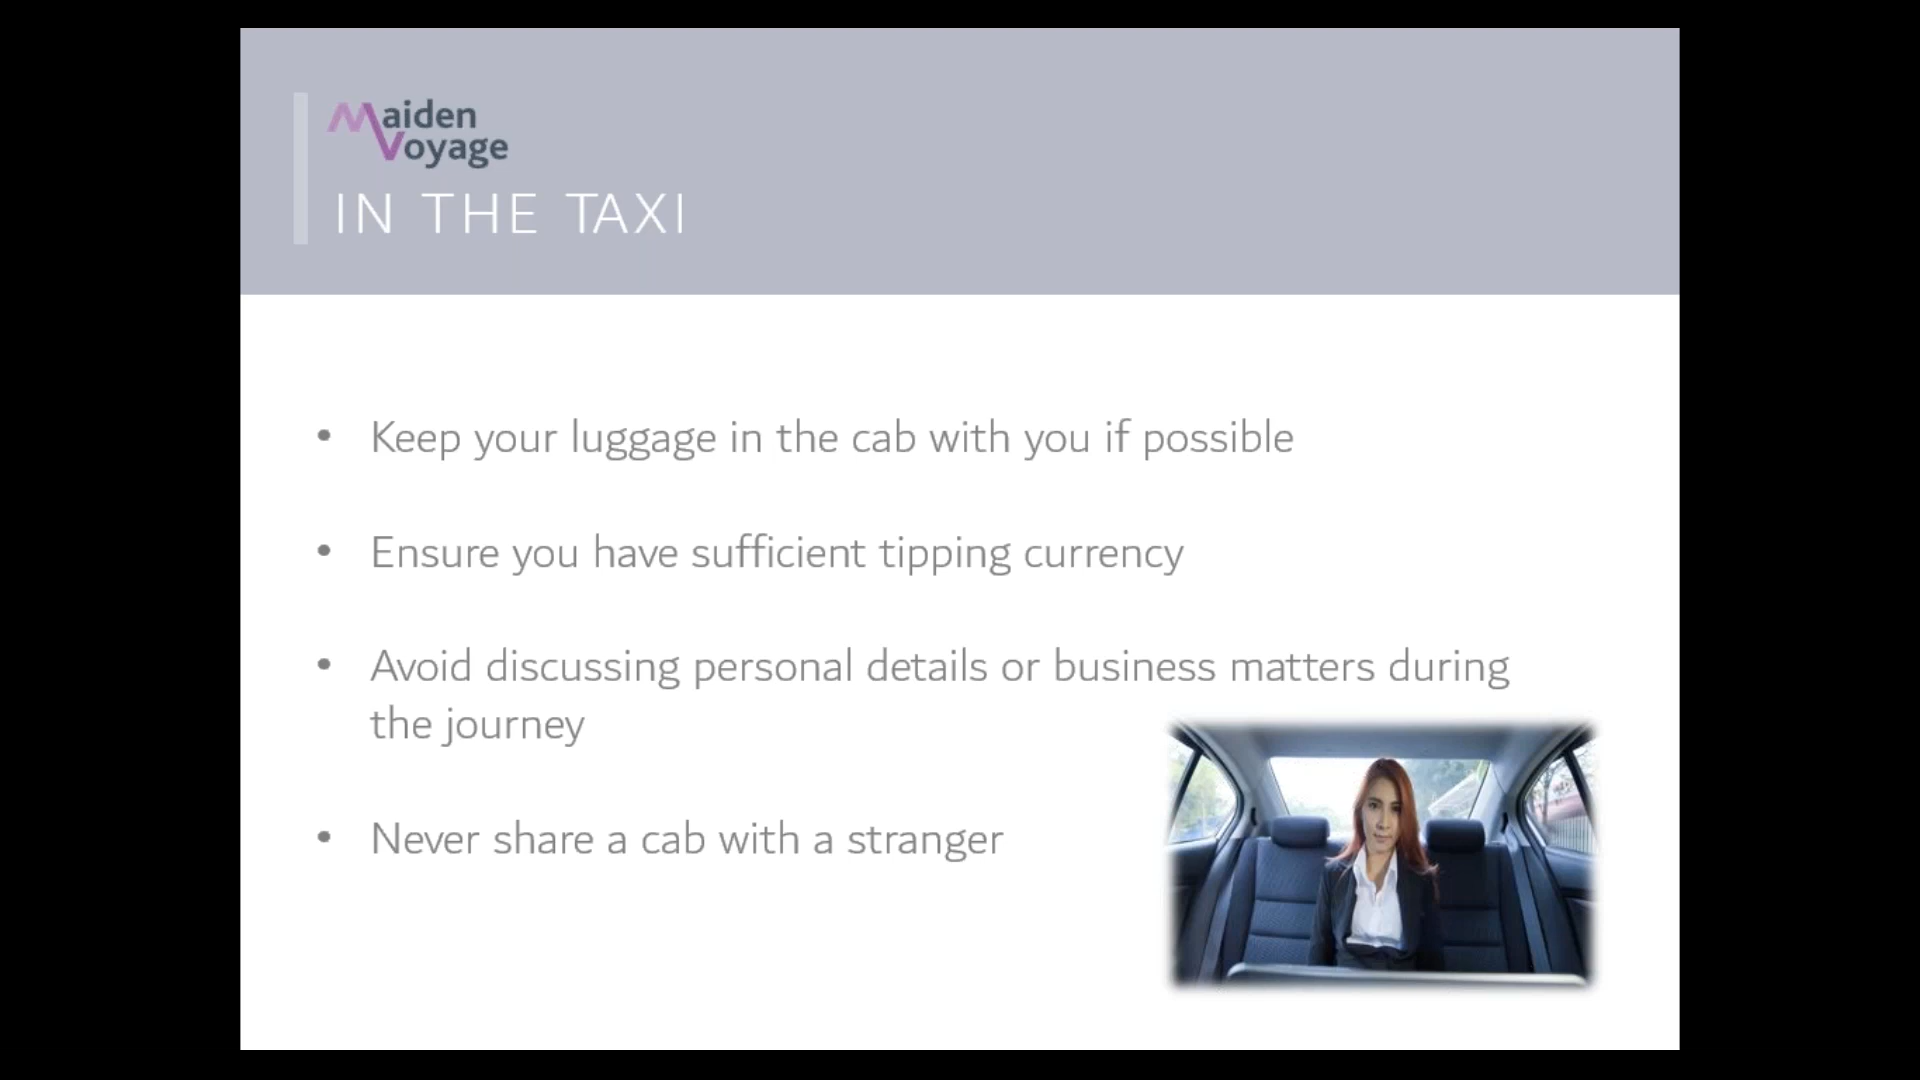 Maiden
Voyage
IN THE TAXI
• Keep your luggage in the cab with you if possible
• Ensure you have sufficient tipping currency
• Avoid discussing personal details or business matters during
the journey
• Never share a cab with a stranger